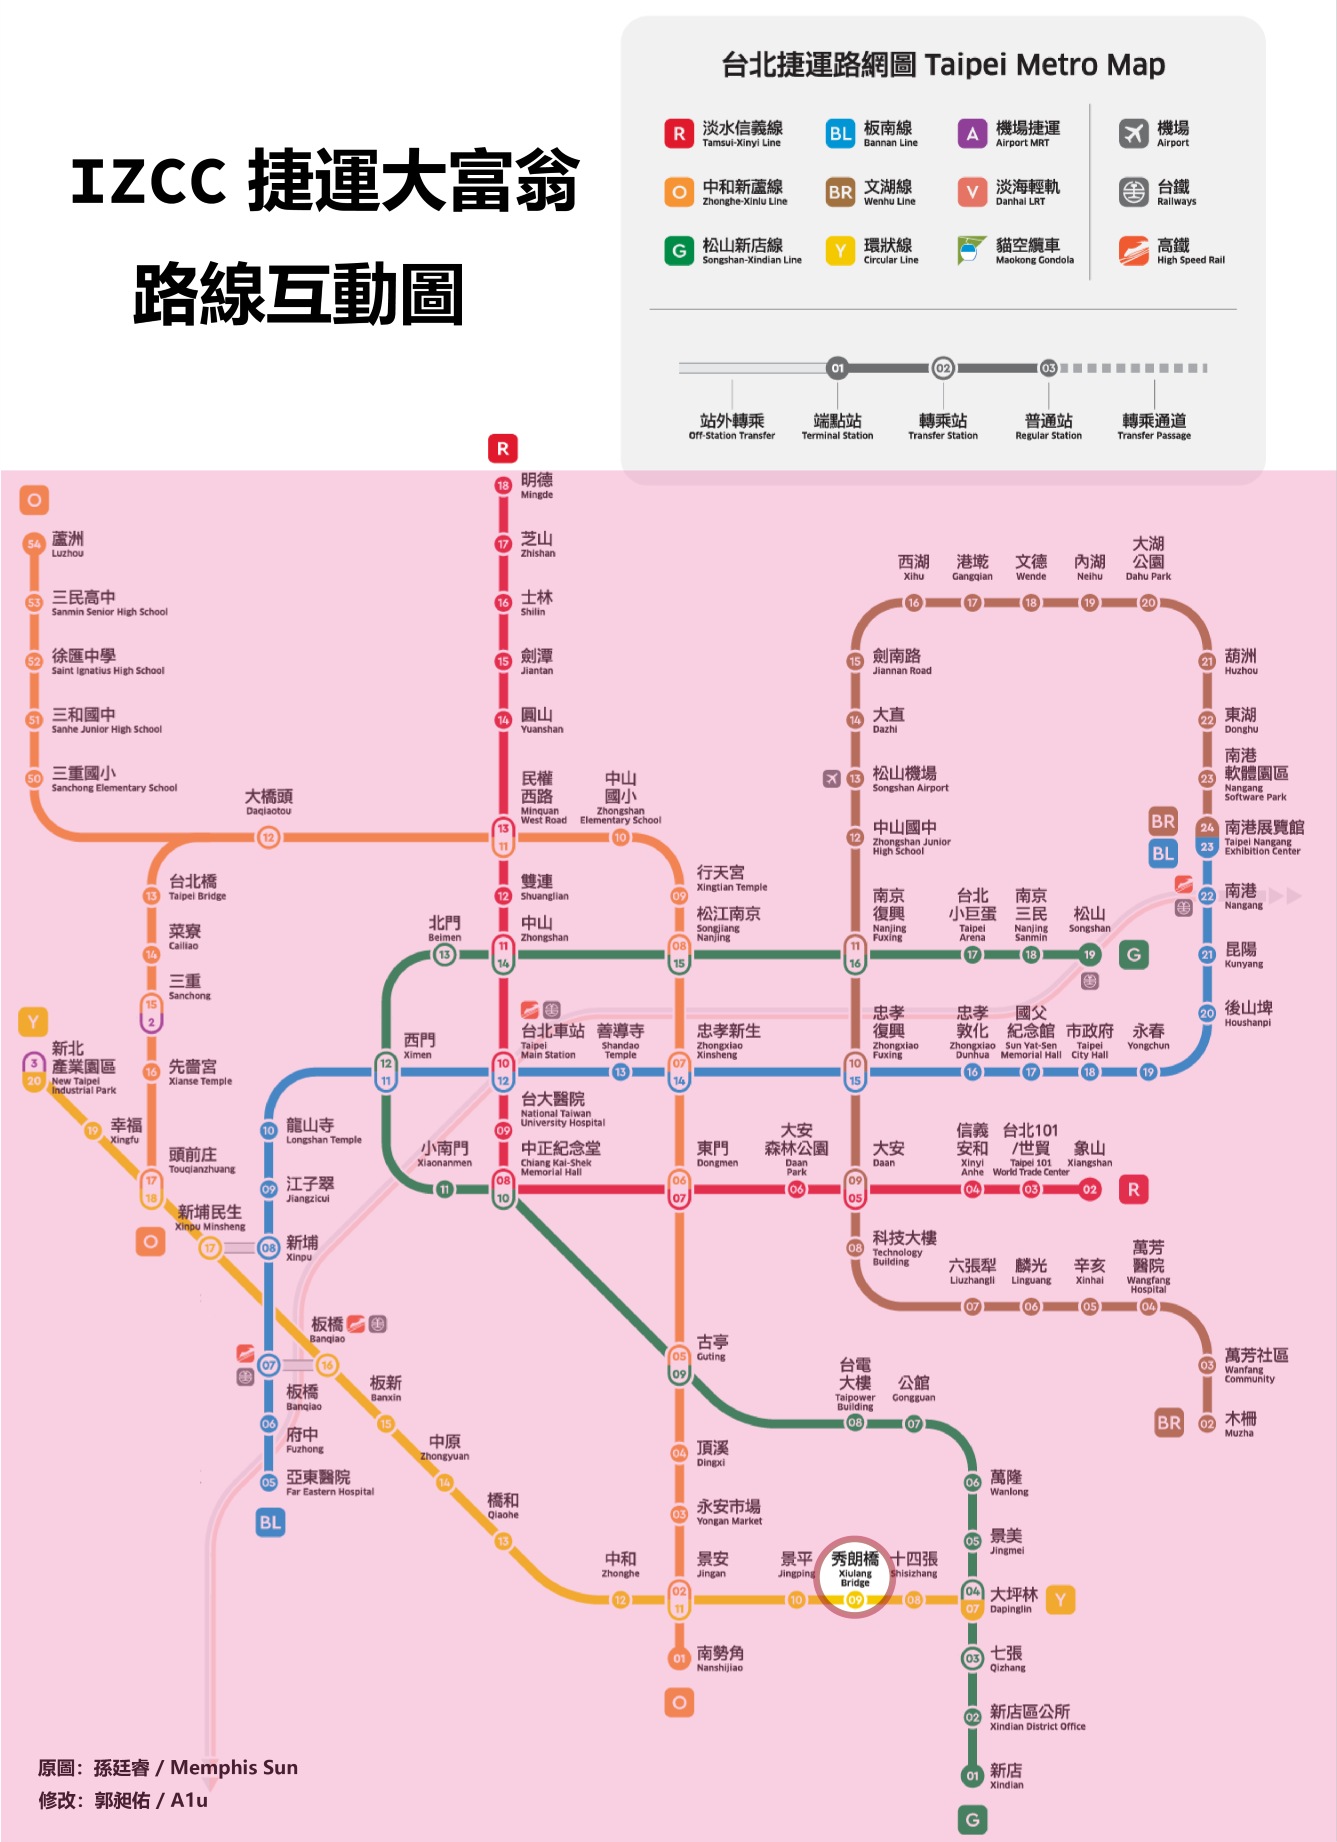 台北捷運路網圖 Taipei Metro Map
R 淡水信義線 Tamsui-Xinyi Line
BL 板南線 Bannan Line
A 機場捷運 Airport MRT
機場 Airport
O 中和新蘆線 Zhonghe-Xinlu Line
BR 文湖線 Wenhu Line
V 淡海輕軌 Danhai LRT
台鐵 Railways
G 松山新店線 Songshan-Xindian Line
Y 環狀線 Circular Line
貓空纜車 Maokong Gondola
高鐵 High Speed Rail
01 02 03
站外轉乘 Off-Station Transfer
端點站 Terminal Station
轉乘站 Transfer Station
普通站 Regular Station
轉乘通道 Transfer Passage
IZCC 捷運大富翁
路線互動圖
R
18 明德 Mingde
17 芝山 Zhishan
16 士林 Shilin
15 劍潭 Jiantan
14 圓山 Yuanshan
13 11 民權西路 Minquan West Road
12 雙連 Shuanglian
11 14 中山 Zhongshan
10 12 台北車站 Taipei Main Station
09 台大醫院 National Taiwan University Hospital
08 10 中正紀念堂 Chiang Kai-Shek Memorial Hall
O
54 蘆洲 Luzhou
53 三民高中 Sanmin Senior High School
52 徐匯中學 Saint Ignatius High School
51 三和國中 Sanhe Junior High School
50 三重國小 Sanchong Elementary School
大橋頭 Daqiaotou 12
中山國小 Zhongshan Elementary School 10
09 行天宮 Xingtian Temple
08 15 松江南京 Songjiang Nanjing
07 14 忠孝新生 Zhongxiao Xinsheng
06 07 東門 Dongmen
05 09 古亭 Guting
04 頂溪 Dingxi
03 永安市場 Yongan Market
02 11 景安 Jingan
01 南勢角 Nanshijiao
O
13 台北橋 Taipei Bridge
14 菜寮 Cailiao
15 2 三重 Sanchong
16 先嗇宮 Xianse Temple
17 18 頭前庄 Touqianzhuang
O
西湖 Xihu 16
港墘 Gangqian 17
文德 Wende 18
內湖 Neihu 19
大湖公園 Dahu Park 20
15 劍南路 Jiannan Road
14 大直 Dazhi
13 松山機場 Songshan Airport
12 中山國中 Zhongshan Junior High School
21 葫洲 Huzhou
22 東湖 Donghu
23 南港軟體園區 Nangang Software Park
BR
BL
24 23 南港展覽館 Taipei Nangang Exhibition Center
22 南港 Nangang
21 昆陽 Kunyang
20 後山埤 Houshanpi
北門 Beimen 13
11 16 南京復興 Nanjing Fuxing
台北小巨蛋 Taipei Arena 17
南京三民 Nanjing Sanmin 18
松山 Songshan 19
G
12 11 西門 Ximen
善導寺 Shandao Temple 13
10 15 忠孝復興 Zhongxiao Fuxing
忠孝敦化 Zhongxiao Dunhua 16
國父紀念館 Sun Yat-Sen Memorial Hall 17
市政府 Taipei City Hall 18
永春 Yongchun 19
小南門 Xiaonanmen 11
大安森林公園 Daan Park 06
09 05 大安 Daan
信義安和 Xinyi Anhe 04
台北101/世貿 Taipei 101 World Trade Center 03
象山 Xiangshan 02
R
08 科技大樓 Technology Building
六張犁 Liuzhangli 07
麟光 Linguang 06
辛亥 Xinhai 05
萬芳醫院 Wangfang Hospital 04
03 萬芳社區 Wanfang Community
BR 02 木柵 Muzha
Y
3 20 新北產業園區 New Taipei Industrial Park
19 幸福 Xingfu
新埔民生 Xinpu Minsheng 17
板橋 Banqiao 16
板新 Banxin 15
中原 Zhongyuan 14
橋和 Qiaohe 13
中和 Zhonghe 12
景平 Jingping 10
秀朗橋 Xiulang Bridge 09
十四張 Shisizhang 08
10 龍山寺 Longshan Temple
09 江子翠 Jiangzicui
08 新埔 Xinpu
07 板橋 Banqiao
06 府中 Fuzhong
05 亞東醫院 Far Eastern Hospital
BL
台電大樓 Taipower Building 08
公館 Gongguan 07
06 萬隆 Wanlong
05 景美 Jingmei
04 07 大坪林 Dapinglin Y
03 七張 Qizhang
02 新店區公所 Xindian District Office
01 新店 Xindian
G
原圖：孫廷睿 / Memphis Sun
修改：郭昶佑 / A1u